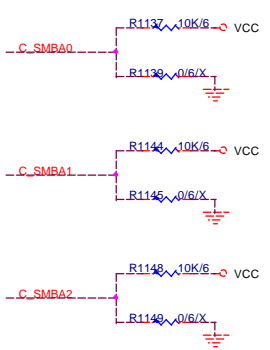 R1137 10K/6 VCC
C_SMBA0
R1139 0/6/X
R1144 10K/6 VCC
C_SMBA1
R1145 0/6/X
R1148 10K/6 VCC
C_SMBA2
R1149 0/6/X